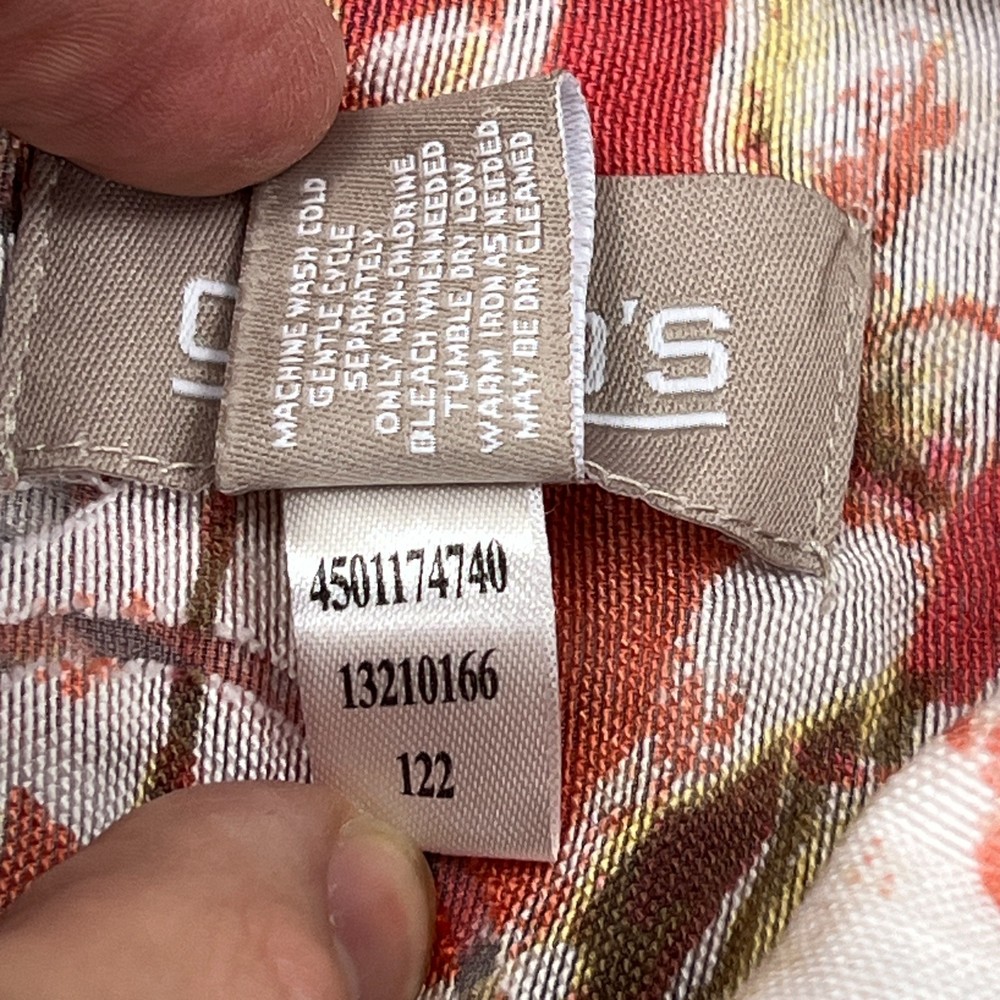 MACHINE WASH COLD
GENTLE CYCLE
SEPARATELY
ONLY NON-CHLORINE
BLEACH WHEN NEEDED
TUMBLE DRY LOW
WARM IRON AS NEEDED
MAY BE DRY CLEANED
'S
4501174740
13210166
122